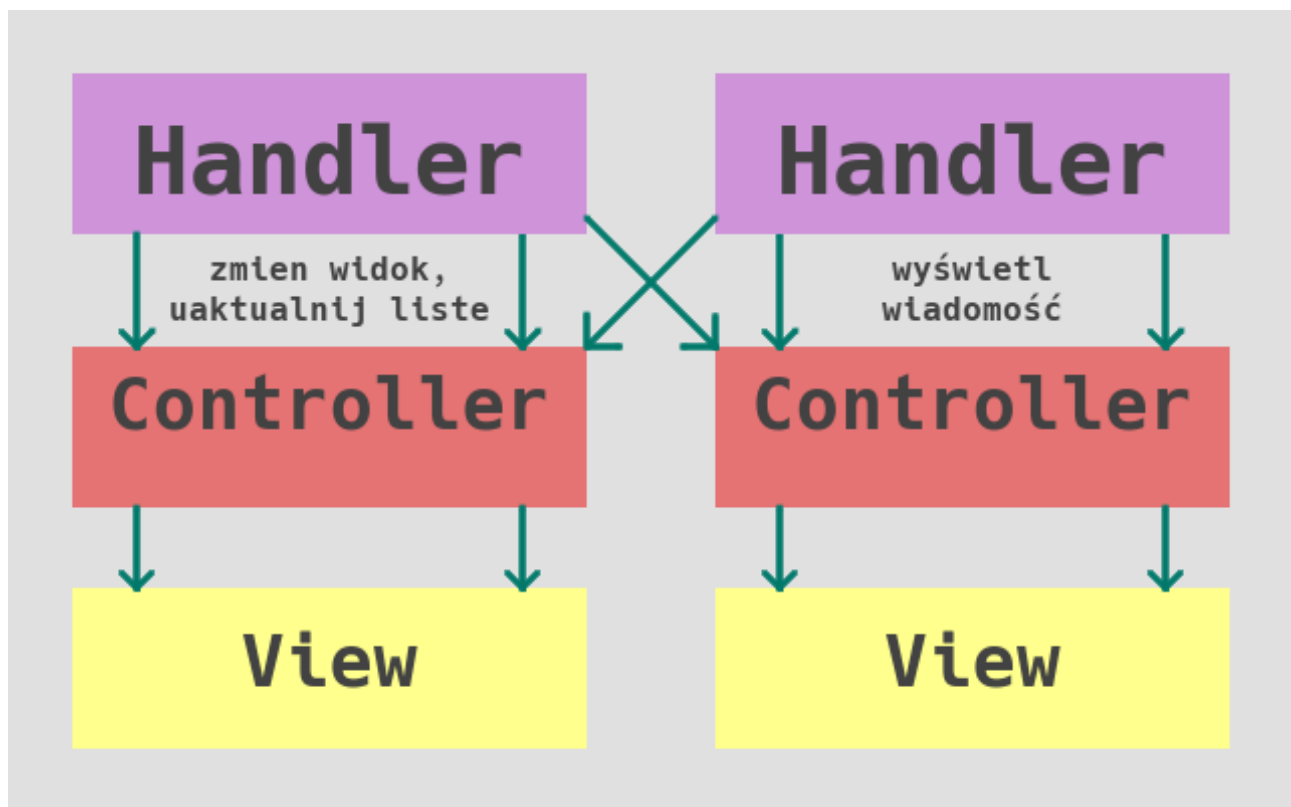 Handler
Handler
zmien widok,
uaktualnij liste
wyświetl
wiadomość
Controller
Controller
View
View